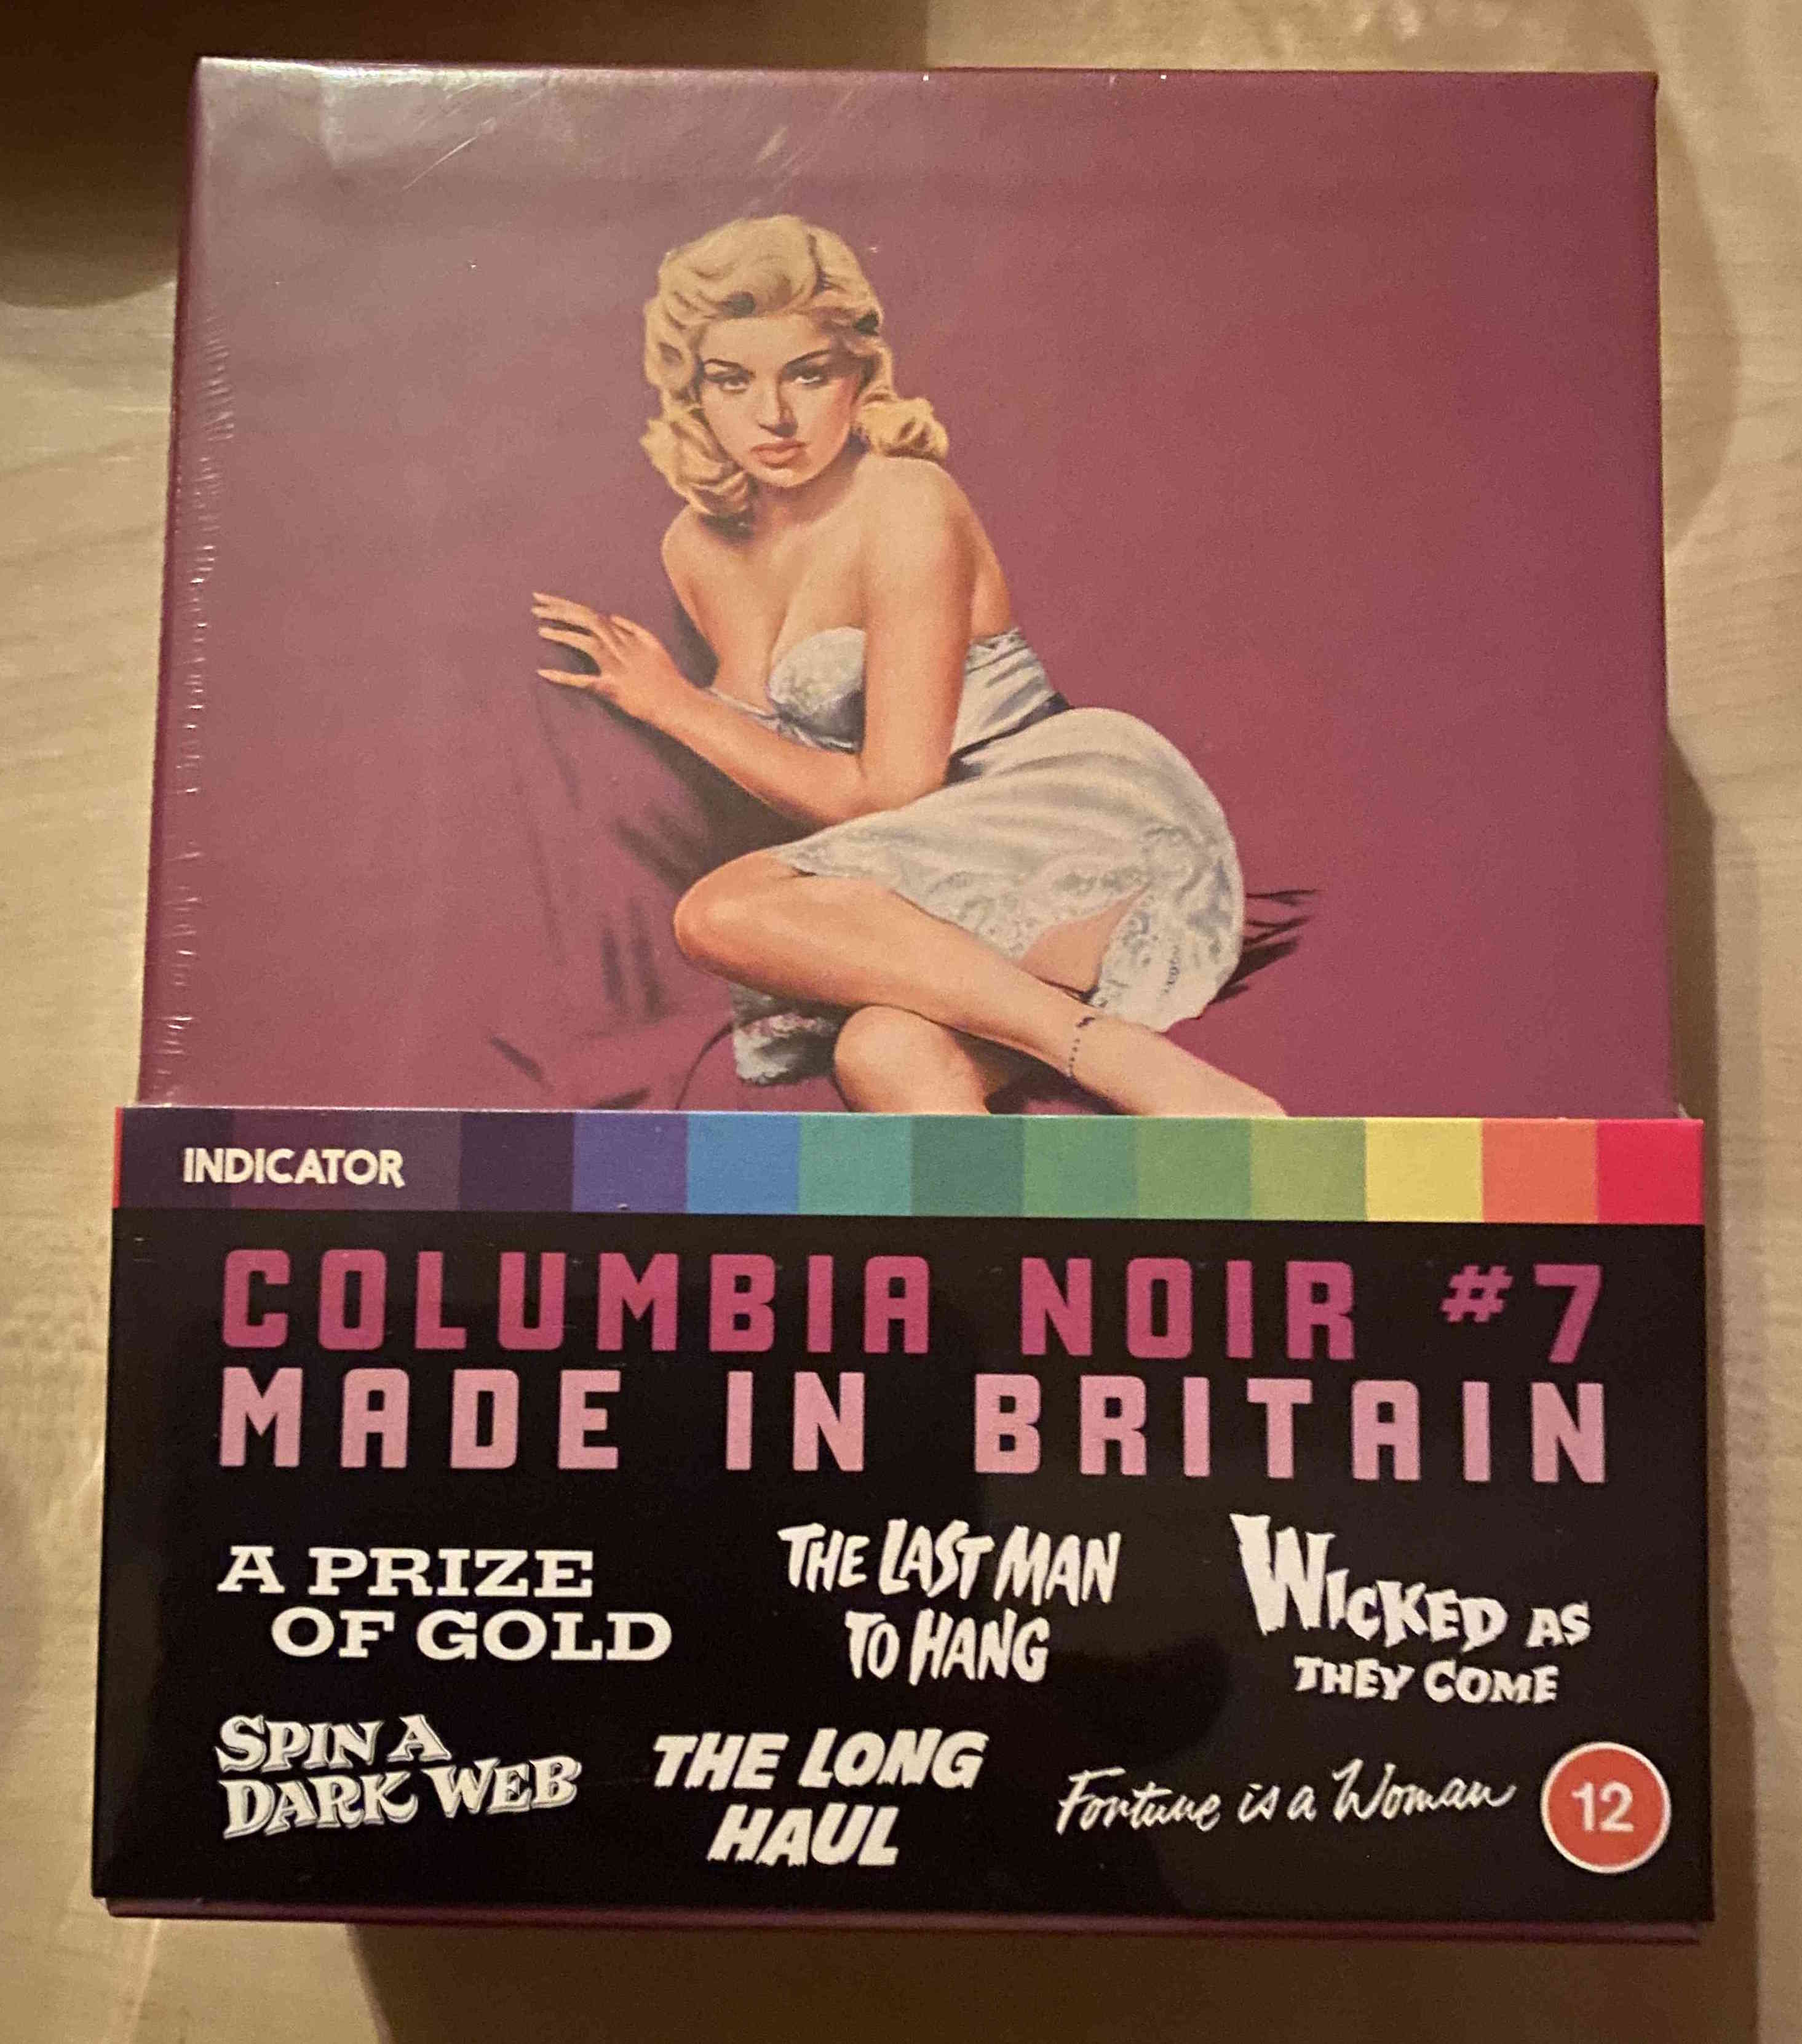 INDICATOR
COLUMBIA NOIR #7
MADE IN BRITAIN
A PRIZE
OF GOLD
THE LAST MAN
TO HANG
WICKED AS
THEY COME
SPIN A
DARK WEB
THE LONG
HAUL
Fortune is a Woman
12